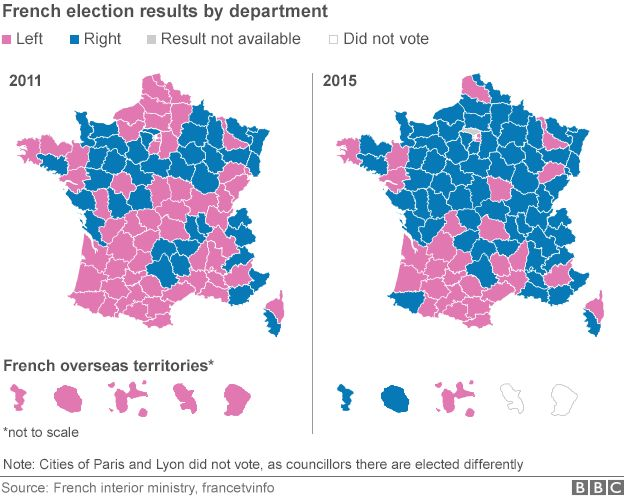 French election results by department
Left Right Result not available Did not vote
2011 2015
French overseas territories*
*not to scale
Note: Cities of Paris and Lyon did not vote, as councillors there are elected differently
Source: French interior ministry, francetvinfo BBC